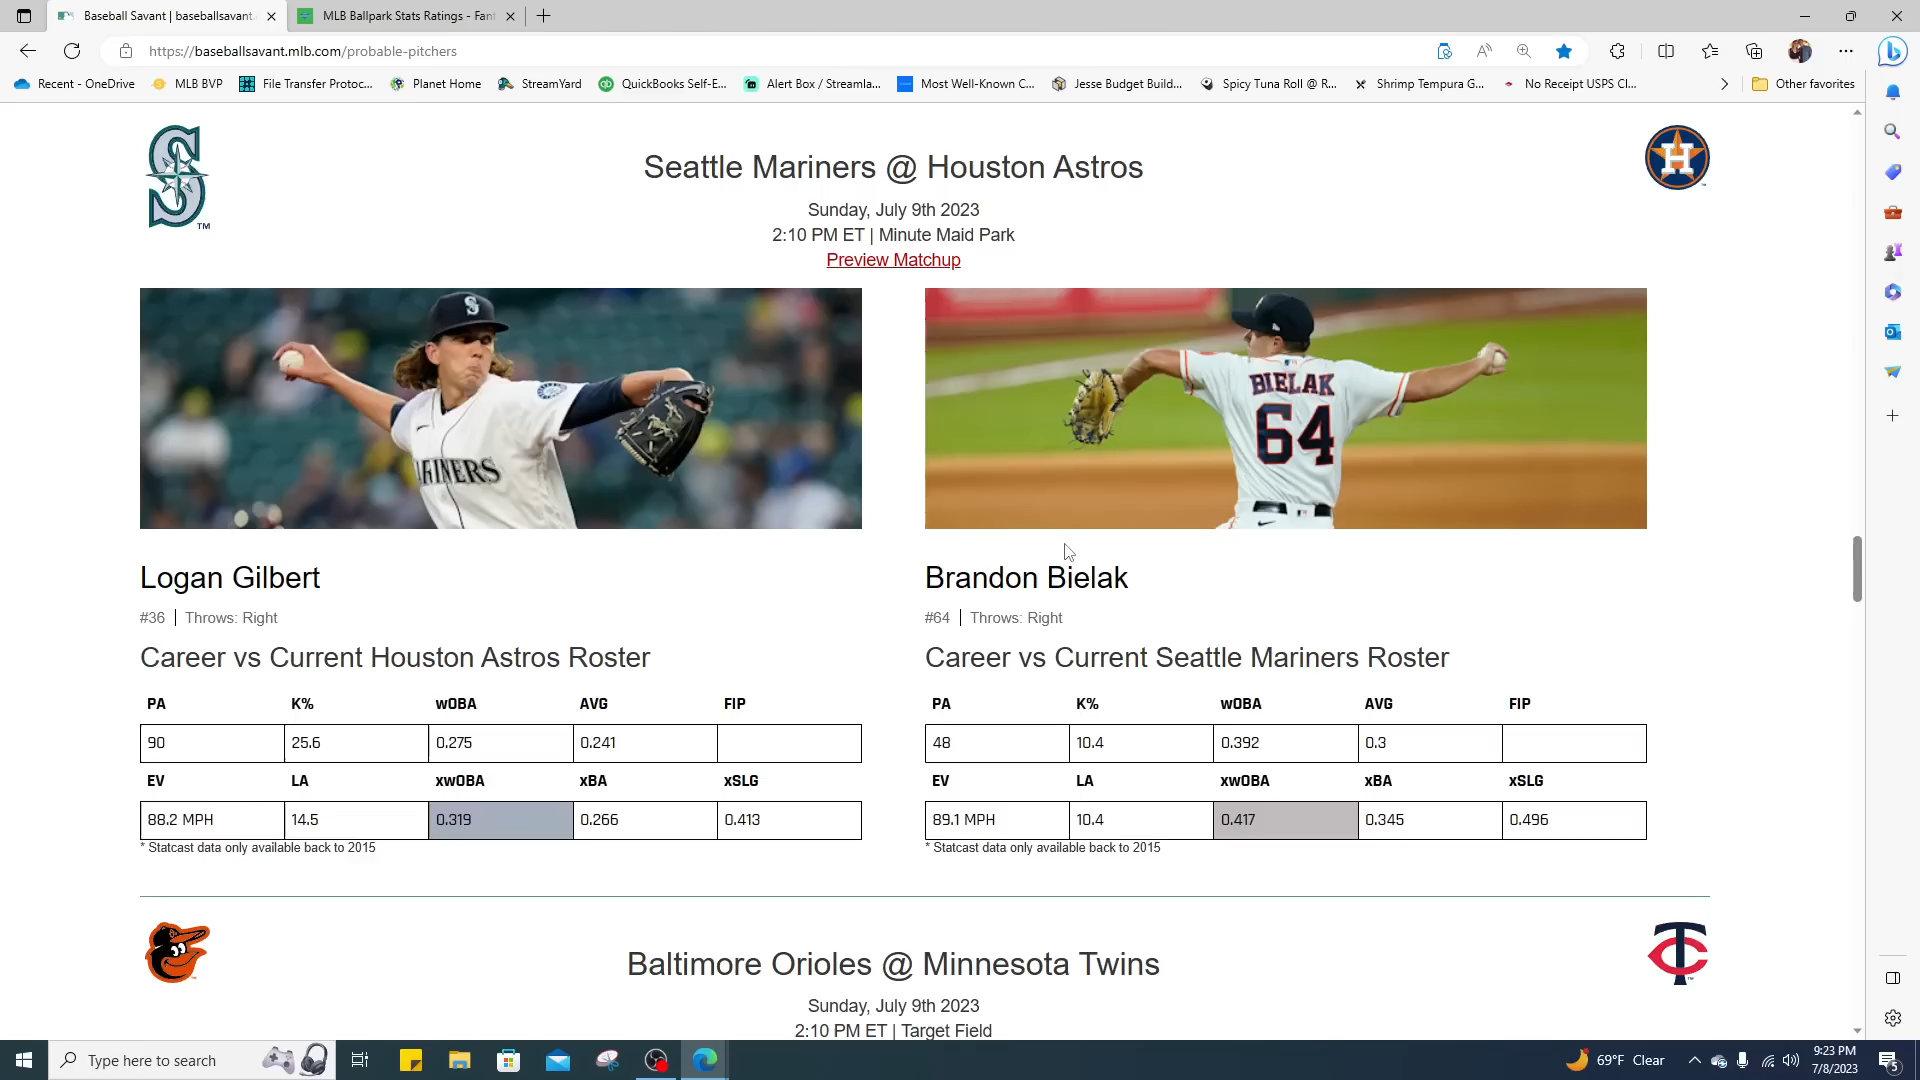 Baseball Savant | baseballsavant.
MLB Ballpark Stats Ratings - Fant
https://baseballsavant.mlb.com/probable-pitchers
Recent - OneDrive
MLB BVP
File Transfer Protoc...
Planet Home
StreamYard
QuickBooks Self-E...
Alert Box / Streamla...
Most Well-Known C...
Jesse Budget Build...
Spicy Tuna Roll @ R...
Shrimp Tempura G...
No Receipt USPS Cl...
Other favorites
Seattle Mariners @ Houston Astros
Sunday, July 9th 2023
2:10 PM ET | Minute Maid Park
Preview Matchup
S
TM
H
S
ARINERS
BIELAK
64
Logan Gilbert
#36 | Throws: Right
Career vs Current Houston Astros Roster
PA K% wOBA AVG FIP
90 25.6 0.275 0.241
EV LA xwOBA xBA xSLG
88.2 MPH 14.5 0.319 0.266 0.413
* Statcast data only available back to 2015
Brandon Bielak
#64 | Throws: Right
Career vs Current Seattle Mariners Roster
PA K% wOBA AVG FIP
48 10.4 0.392 0.3
EV LA xwOBA xBA xSLG
89.1 MPH 10.4 0.417 0.345 0.496
* Statcast data only available back to 2015
Baltimore Orioles @ Minnesota Twins
TC
Sunday, July 9th 2023
2:10 PM ET | Target Field
Type here to search
69°F Clear
9:23 PM
7/8/2023
5